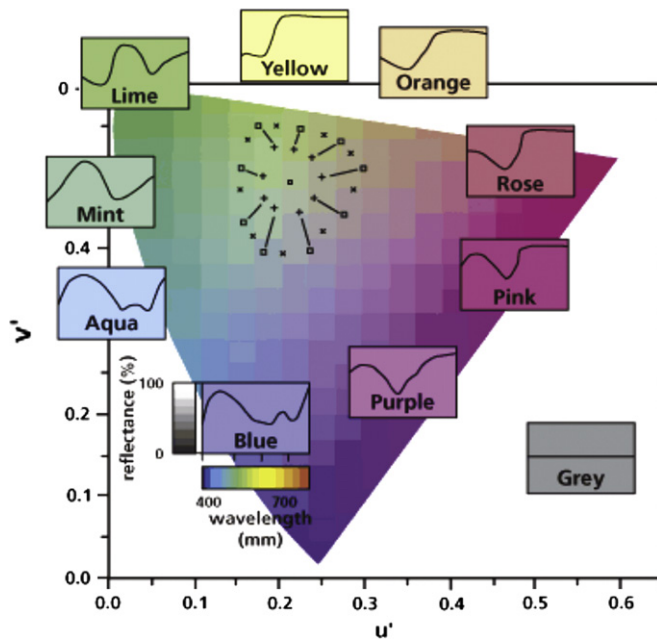 Yellow
Orange
Lime
0
Rose
Mint
0.4
Pink
Aqua
v'
reflectance (%)
100
0
Purple
Blue
0.2
400
700
wavelength
(mm)
Grey
0.1
0.0
0.0
0.1
0.2
0.3
0.4
0.5
0.6
u'